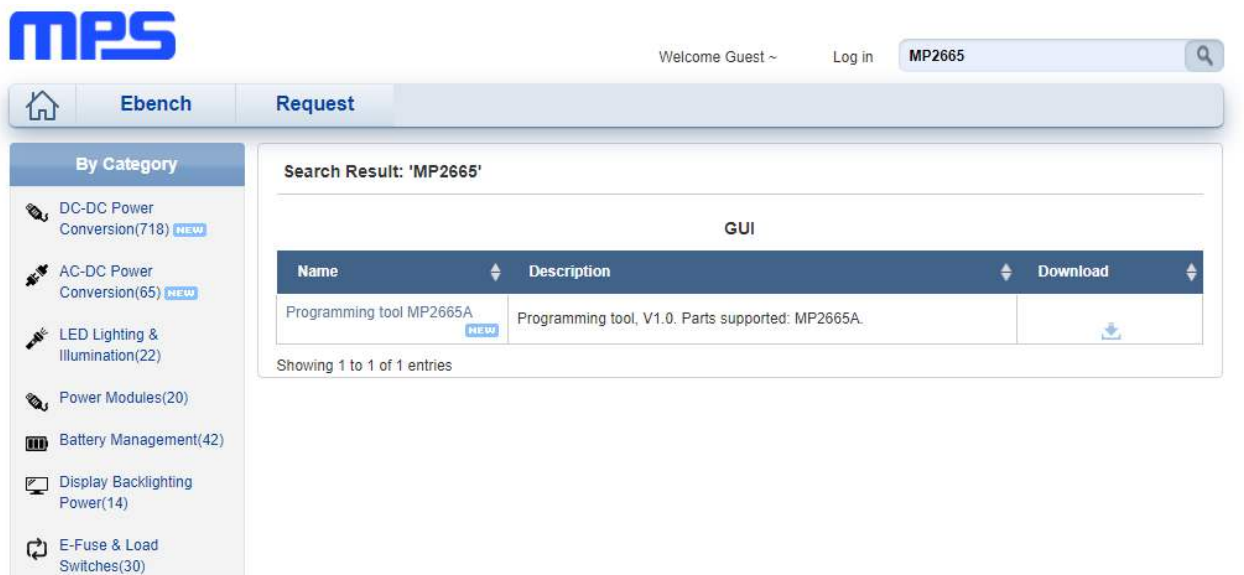 mps
Welcome Guest ~
Log in
MP2665
Ebench
Request
By Category
DC-DC Power
Conversion(718) NEW
AC-DC Power
Conversion(65) NEW
LED Lighting &
Illumination(22)
Power Modules(20)
Battery Management(42)
Display Backlighting
Power(14)
E-Fuse & Load
Switches(30)
Search Result: 'MP2665'
GUI
Name Description Download
Programming tool MP2665A
NEW
Programming tool, V1.0. Parts supported: MP2665A.
Showing 1 to 1 of 1 entries